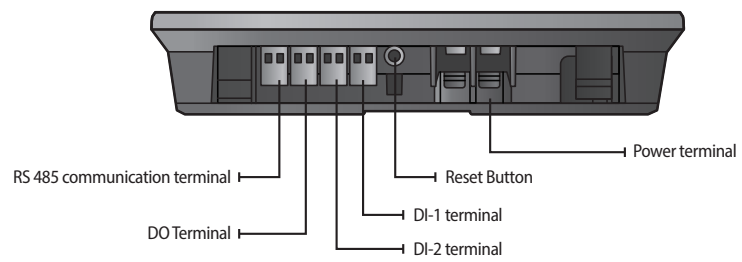 Power terminal
RS 485 communication terminal
Reset Button
DI-1 terminal
DO Terminal
DI-2 terminal